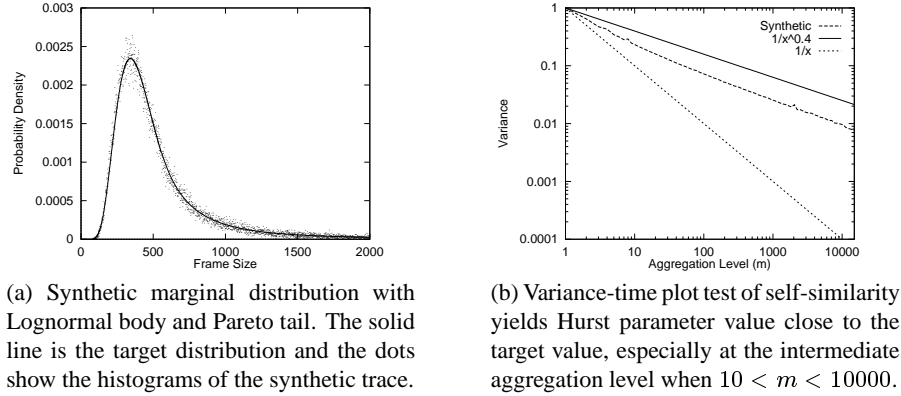 0.003
0.0025
0.002
0.0015
0.001
0.0005
0
Probability Density
0 500 1000 1500 2000
Frame Size
1
0.1
0.01
0.001
0.0001
Variance
Synthetic
1/x^0.4
1/x
1 10 100 1000 10000
Aggregation Level (m)
(a) Synthetic marginal distribution with
Lognormal body and Pareto tail. The solid
line is the target distribution and the dots
show the histograms of the synthetic trace.
(b) Variance-time plot test of self-similarity
yields Hurst parameter value close to the
target value, especially at the intermediate
aggregation level when 10 < m < 10000.